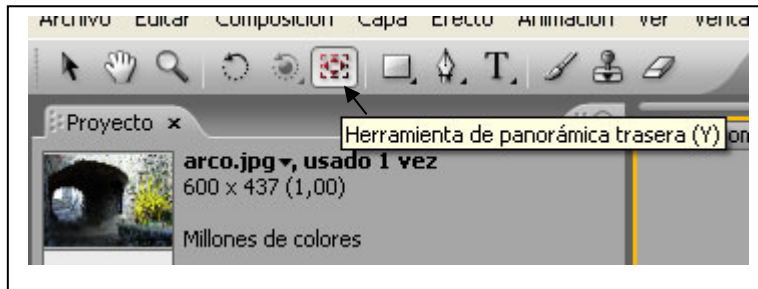 Archivo Editar Composición Capa Efecto Animación Ver Venta
T
Proyecto ×
Herramienta de panorámica trasera (Y)
arco.jpg, usado 1 vez
600 x 437 (1,00)
Millones de colores